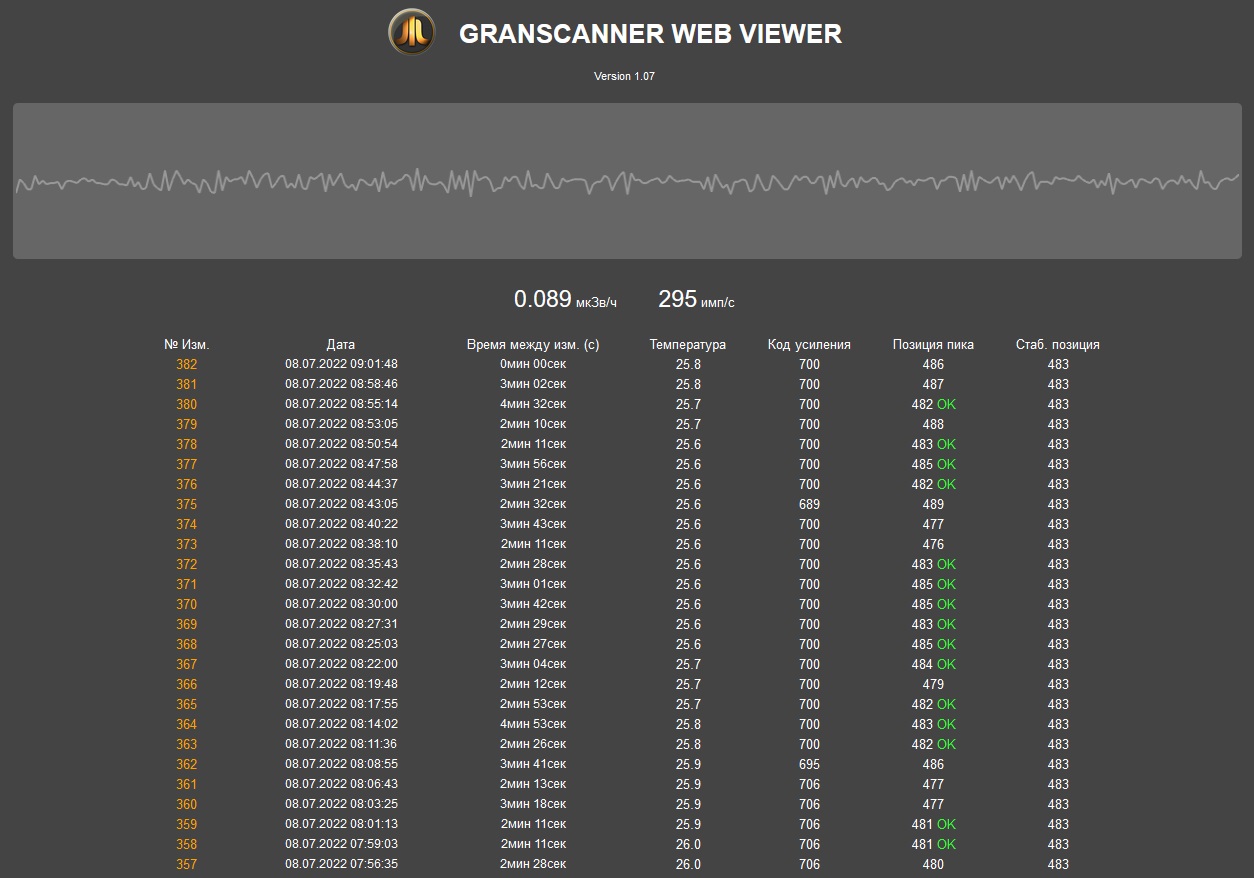 GRANSCANNER WEB VIEWER
Version 1.07
0.089 мкЗв/ч 295 имп/с
№ Изм. Дата Время между изм. (с) Температура Код усиления Позиция пика Стаб. позиция
382 08.07.2022 09:01:48 0мин 00сек 25.8 700 486 483
381 08.07.2022 08:58:46 3мин 02сек 25.8 700 487 483
380 08.07.2022 08:55:14 4мин 32сек 25.7 700 482 OK 483
379 08.07.2022 08:53:05 2мин 10сек 25.7 700 488 483
378 08.07.2022 08:50:54 2мин 11сек 25.6 700 483 OK 483
377 08.07.2022 08:47:58 3мин 56сек 25.6 700 485 OK 483
376 08.07.2022 08:44:37 3мин 21сек 25.6 700 482 OK 483
375 08.07.2022 08:43:05 2мин 32сек 25.6 689 489 483
374 08.07.2022 08:40:22 3мин 43сек 25.6 700 477 483
373 08.07.2022 08:38:10 2мин 11сек 25.6 700 476 483
372 08.07.2022 08:35:43 2мин 28сек 25.6 700 483 OK 483
371 08.07.2022 08:32:42 3мин 01сек 25.6 700 485 OK 483
370 08.07.2022 08:30:00 3мин 42сек 25.6 700 485 OK 483
369 08.07.2022 08:27:31 2мин 29сек 25.6 700 483 OK 483
368 08.07.2022 08:25:03 2мин 27сек 25.6 700 485 OK 483
367 08.07.2022 08:22:00 3мин 04сек 25.7 700 484 OK 483
366 08.07.2022 08:19:48 2мин 12сек 25.7 700 479 483
365 08.07.2022 08:17:55 2мин 53сек 25.7 700 482 OK 483
364 08.07.2022 08:14:02 4мин 53сек 25.8 700 483 OK 483
363 08.07.2022 08:11:36 2мин 26сек 25.8 700 482 OK 483
362 08.07.2022 08:08:55 3мин 41сек 25.9 695 486 483
361 08.07.2022 08:06:43 2мин 13сек 25.9 706 477 483
360 08.07.2022 08:03:25 3мин 18сек 25.9 706 477 483
359 08.07.2022 08:01:13 2мин 11сек 25.9 706 481 OK 483
358 08.07.2022 07:59:03 2мин 11сек 26.0 706 481 OK 483
357 08.07.2022 07:56:35 2мин 28сек 26.0 706 480 483